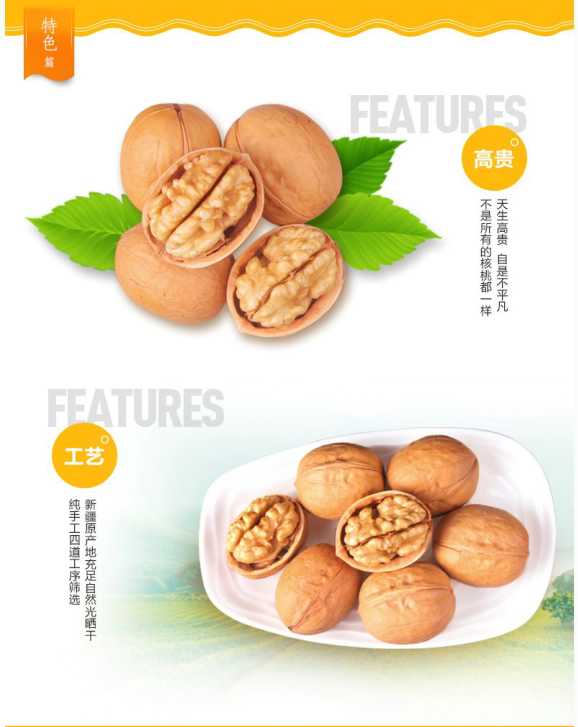 特色
篇
FEATURES
高贵
天生高贵 自是不平凡
不是所有的核桃都一样
FEATURES
工艺
新疆原产地充足自然光晒干
纯手工四道工序筛选